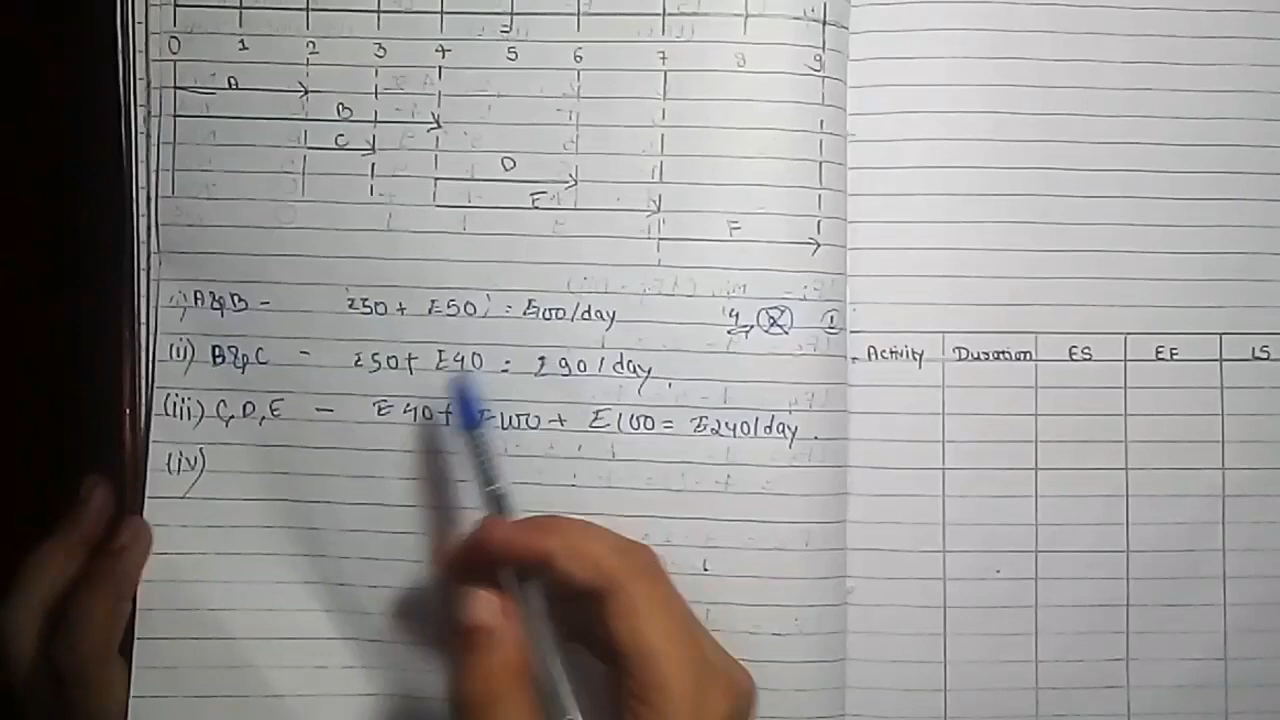 0 1 2 3 4 5 6 7 8 9
A
B
C
D
E
F
i) A & B - £50 + £50 = £100/day
(ii) B & C - £50 + £40 = £90/day.
(iii) C, D, E - £40 + £100 + £100 = £240/day.
(iv)
Activity Duration ES EF LS